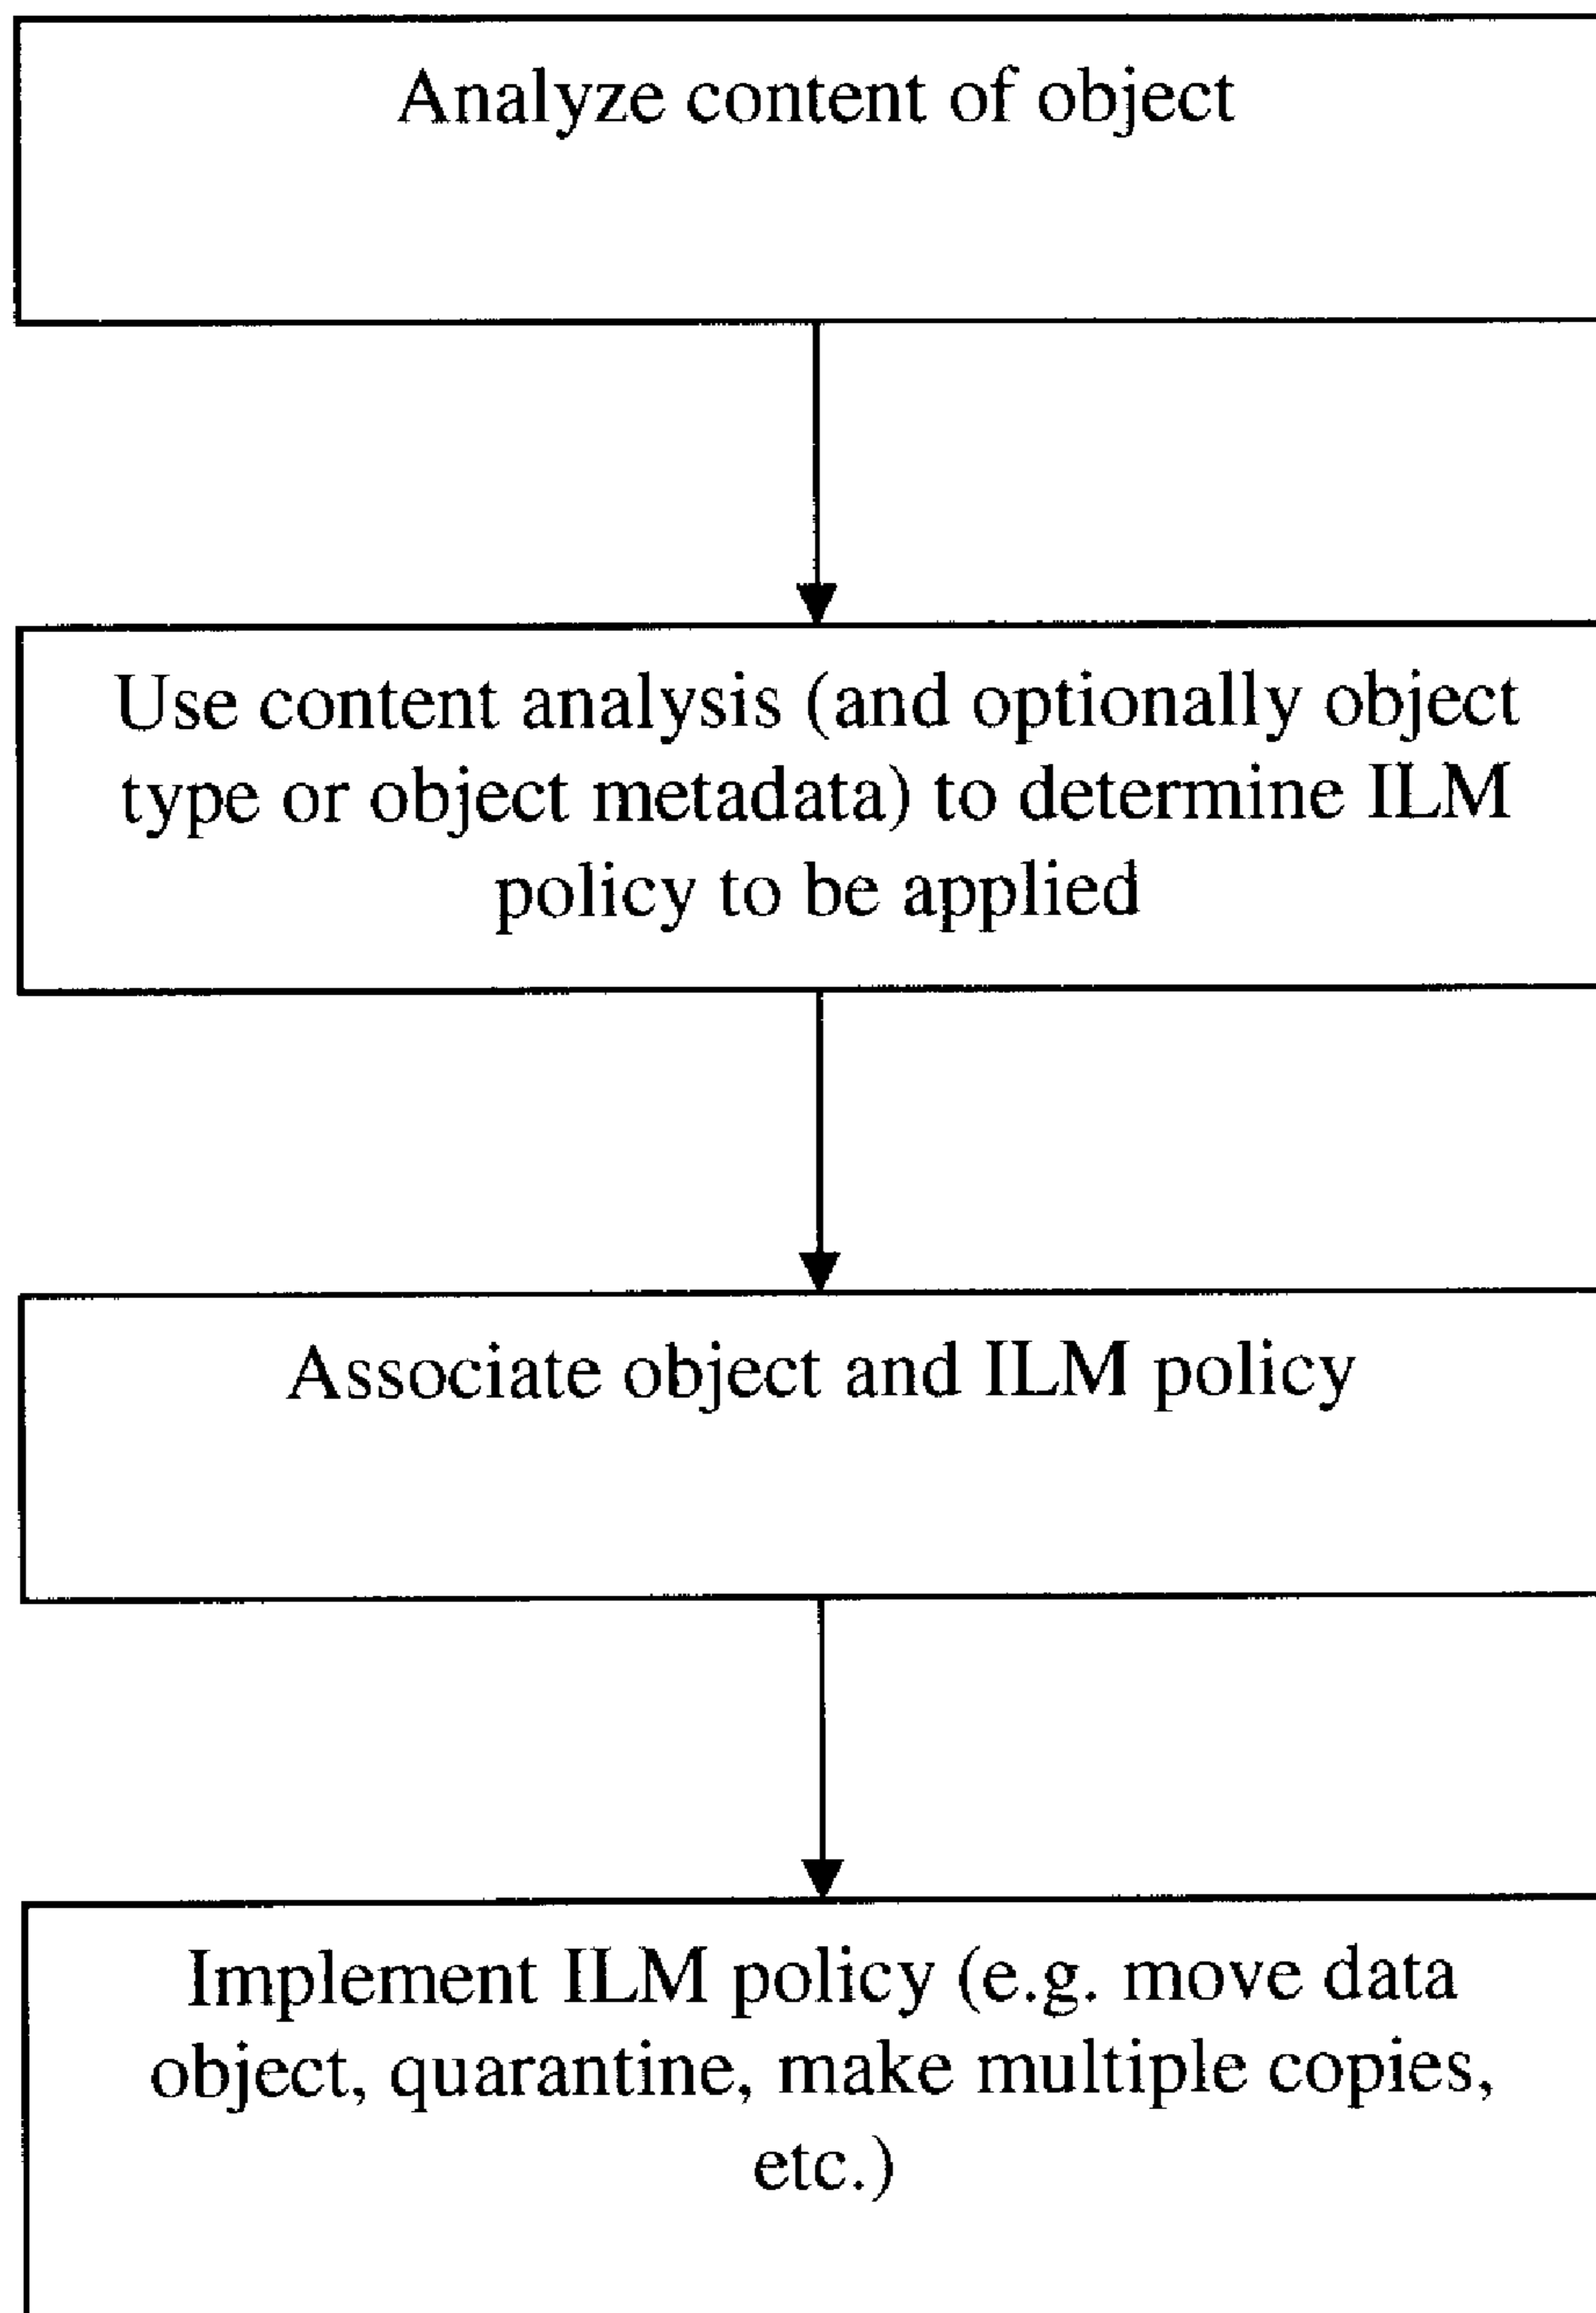 Analyze content of object
Use content analysis (and optionally object
type or object metadata) to determine ILM
policy to be applied
Associate object and ILM policy
Implement ILM policy (e.g. move data
object, quarantine, make multiple copies,
etc.)